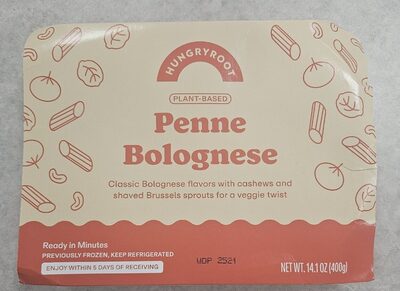 HUNGRYROOT
PLANT-BASED
Penne
Bolognese
Classic Bolognese flavors with cashews and
shaved Brussels sprouts for a veggie twist
Ready in Minutes
PREVIOUSLY FROZEN, KEEP REFRIGERATED
ENJOY WITHIN 5 DAYS OF RECEIVING
WDP 2521
NET WT. 14.1 OZ (400g)